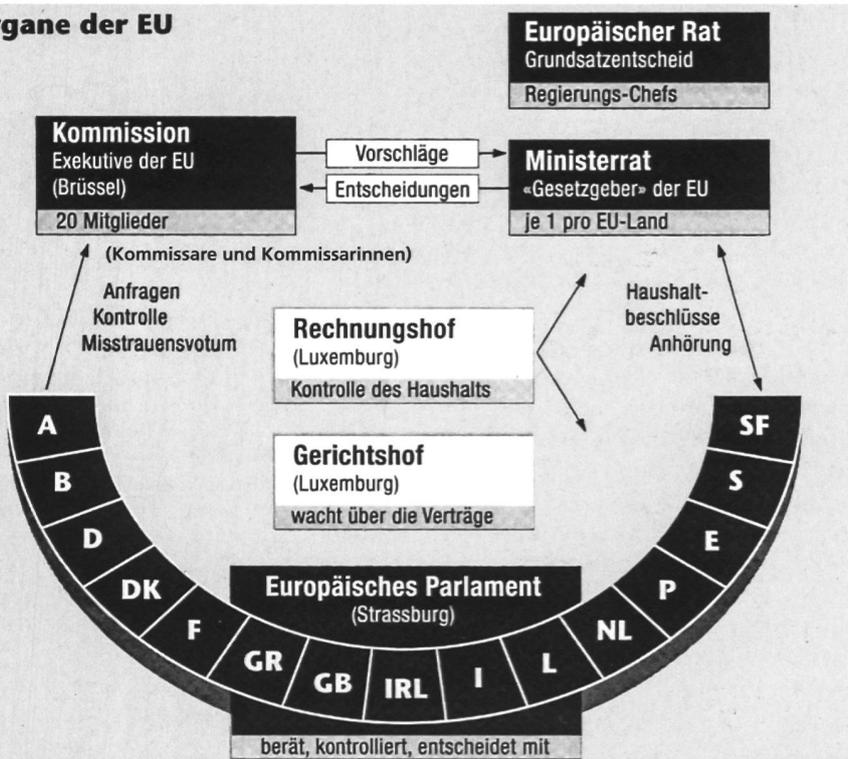 rgane der EU
Europäischer Rat
Grundsatzentscheid
Regierungs-Chefs
Kommission
Exekutive der EU
(Brüssel)
20 Mitglieder
(Kommissare und Kommissarinnen)
Vorschläge
Entscheidungen
Ministerrat
«Gesetzgeber» der EU
je 1 pro EU-Land
Anfragen
Kontrolle
Misstrauensvotum
Rechnungshof
(Luxemburg)
Kontrolle des Haushalts
Haushalt-
beschlüsse
Anhörung
Gerichtshof
(Luxemburg)
wacht über die Verträge
Europäisches Parlament
(Strassburg)
A
B
D
DK
F
GR
GB
IRL
I
L
NL
P
E
S
SF
berät, kontrolliert, entscheidet mit